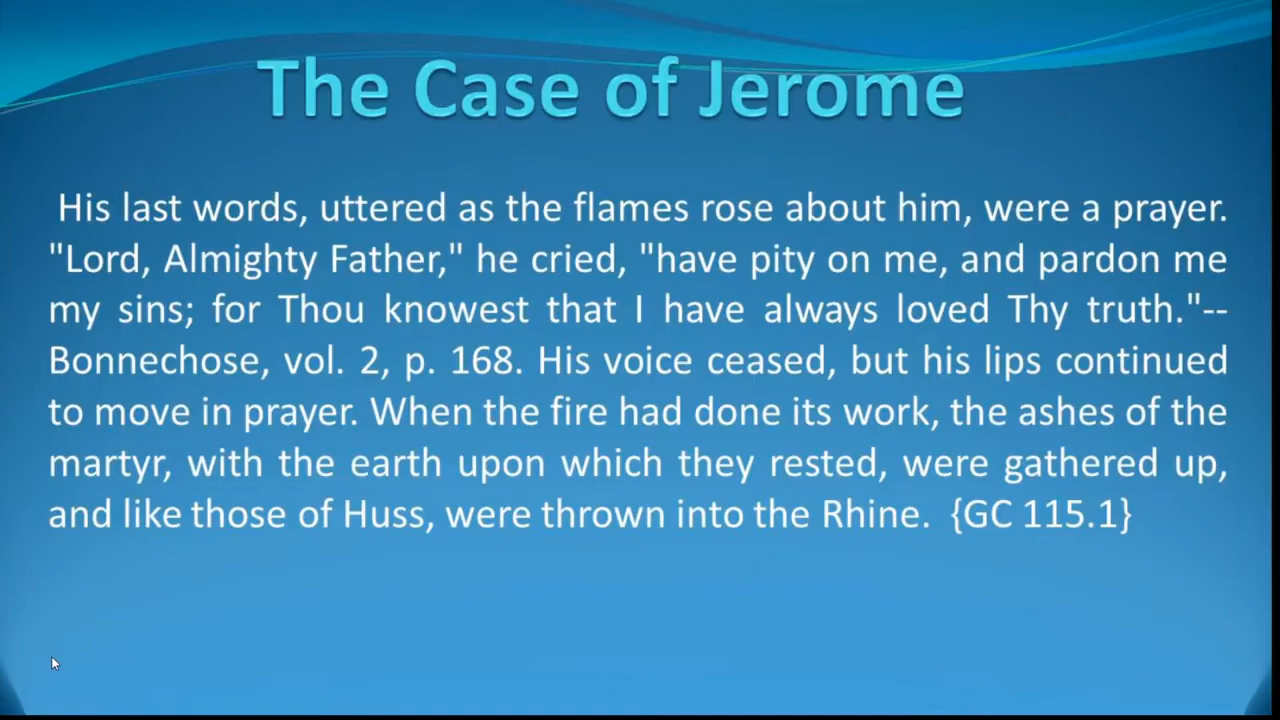 The Case of Jerome
His last words, uttered as the flames rose about him, were a prayer.
"Lord, Almighty Father," he cried, "have pity on me, and pardon me
my sins; for Thou knowest that I have always loved Thy truth."--
Bonnechose, vol. 2, p. 168. His voice ceased, but his lips continued
to move in prayer. When the fire had done its work, the ashes of the
martyr, with the earth upon which they rested, were gathered up,
and like those of Huss, were thrown into the Rhine. {GC 115.1}